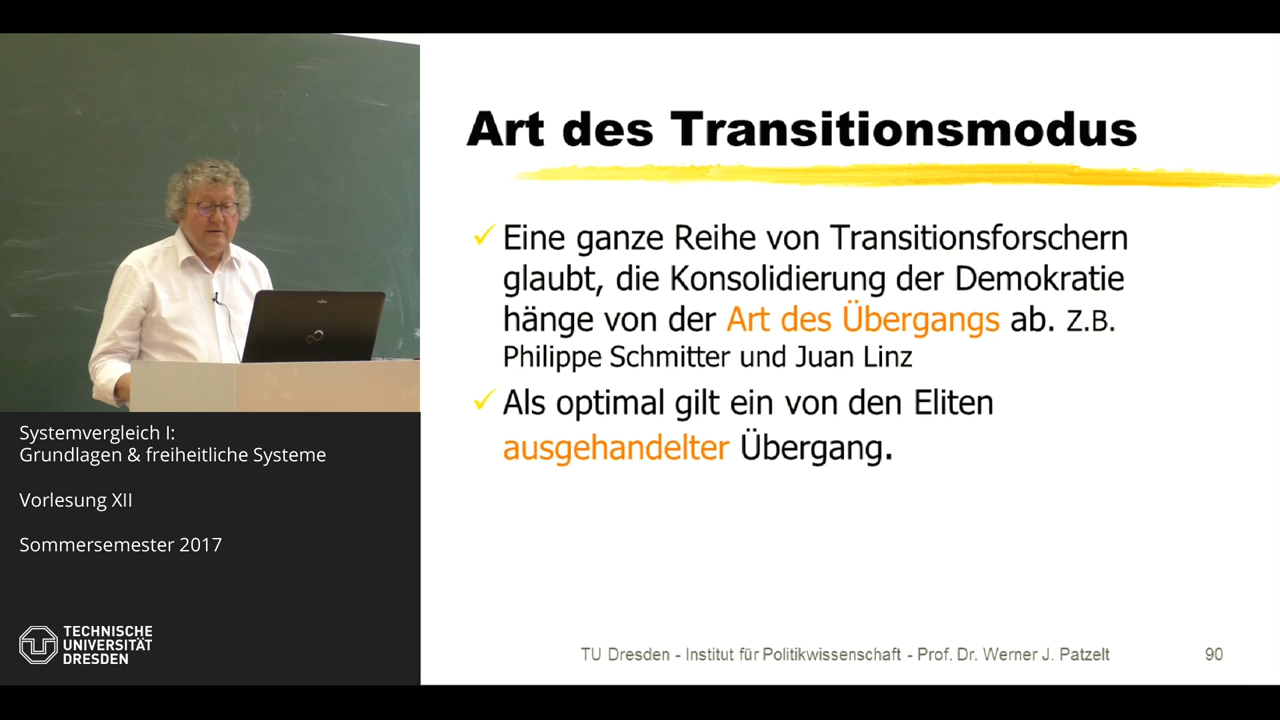 Art des Transitionsmodus
Eine ganze Reihe von Transitionsforschern
glaubt, die Konsolidierung der Demokratie
hänge von der Art des Übergangs ab. Z.B.
Philippe Schmitter und Juan Linz
Als optimal gilt ein von den Eliten
ausgehandelter Übergang.
Systemvergleich I:
Grundlagen & freiheitliche Systeme
Vorlesung XII
Sommersemester 2017
TECHNISCHE
UNIVERSITÄT
DRESDEN
TU Dresden - Institut für Politikwissenschaft - Prof. Dr. Werner J. Patzelt
90